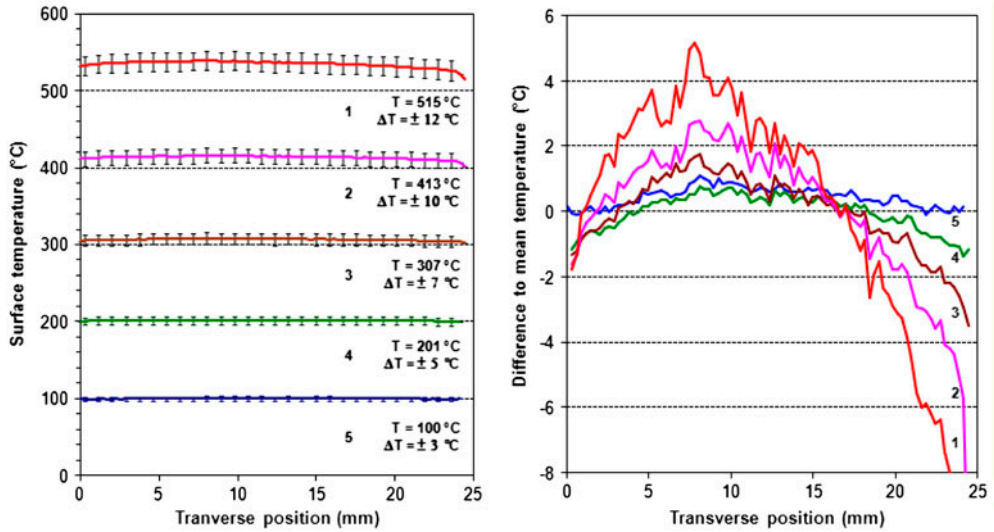 600
500
400
300
200
100
0
Surface temperature (°C)
1
T = 515 °C
ΔT = ± 12 °C
2
T = 413 °C
ΔT = ± 10 °C
3
T = 307 °C
ΔT = ± 7 °C
4
T = 201 °C
ΔT = ± 5 °C
5
T = 100 °C
ΔT = ± 3 °C
0 5 10 15 20 25
Tranverse position (mm)
6
4
2
0
-2
-4
-6
-8
Difference to mean temperature (°C)
5
4
3
2
1
0 5 10 15 20 25
Transverse position (mm)